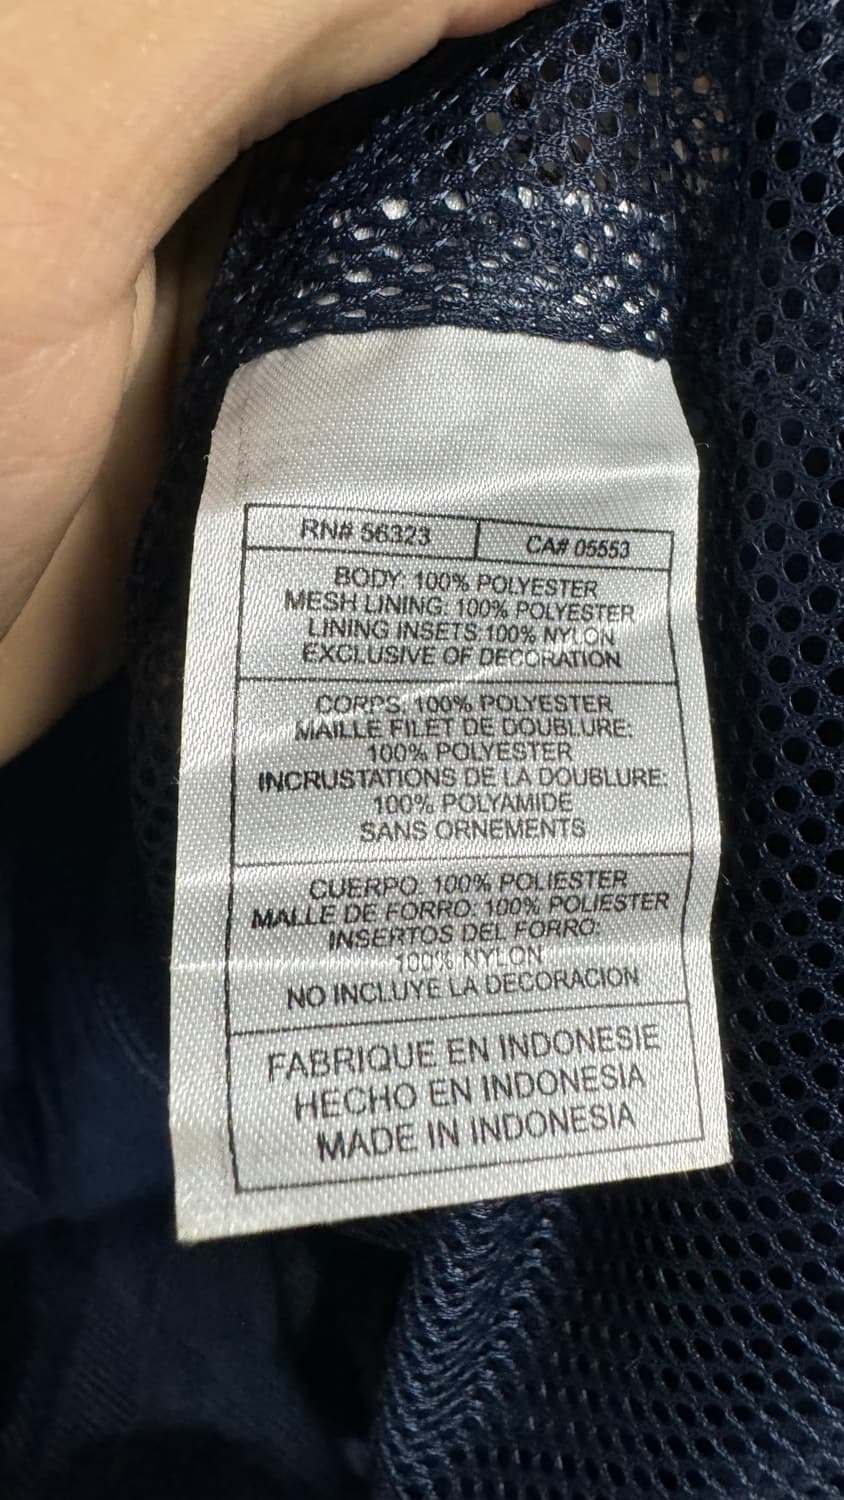 RN# 56323 CA# 05553
BODY: 100% POLYESTER
MESH LINING: 100% POLYESTER
LINING INSETS:100% NYLON
EXCLUSIVE OF DECORATION
CORPS: 100% POLYESTER
MAILLE FILET DE DOUBLURE:
100% POLYESTER
INCRUSTATIONS DE LA DOUBLURE:
100% POLYAMIDE
SANS ORNEMENTS
CUERPO: 100% POLIESTER
MALLE DE FORRO: 100% POLIESTER
INSERTOS DEL FORRO:
100% NYLON
NO INCLUYE LA DECORACION
FABRIQUE EN INDONESIE
HECHO EN INDONESIA
MADE IN INDONESIA